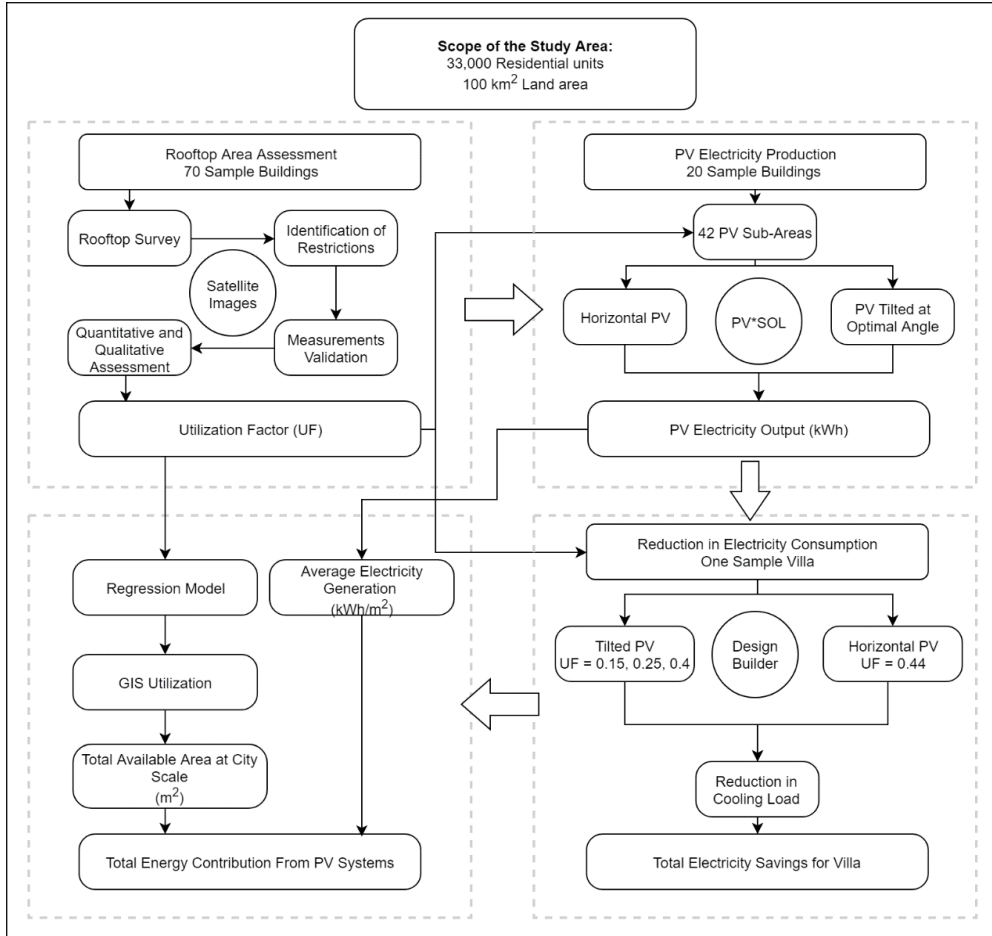 Scope of the Study Area:
33,000 Residential units
100 km2 Land area
Rooftop Area Assessment
70 Sample Buildings
Rooftop Survey
Identification of
Restrictions
Satellite
Images
Quantitative and
Qualitative
Assessment
Measurements
Validation
Utilization Factor (UF)
PV Electricity Production
20 Sample Buildings
42 PV Sub-Areas
Horizontal PV
PV*SOL
PV Tilted at
Optimal Angle
PV Electricity Output (kWh)
Regression Model
Average Electricity
Generation
(kWh/m2)
GIS Utilization
Total Available Area at City
Scale
(m2)
Total Energy Contribution From PV Systems
Reduction in Electricity Consumption
One Sample Villa
Tilted PV
UF = 0.15, 0.25, 0.4
Design
Builder
Horizontal PV
UF = 0.44
Reduction in
Cooling Load
Total Electricity Savings for Villa